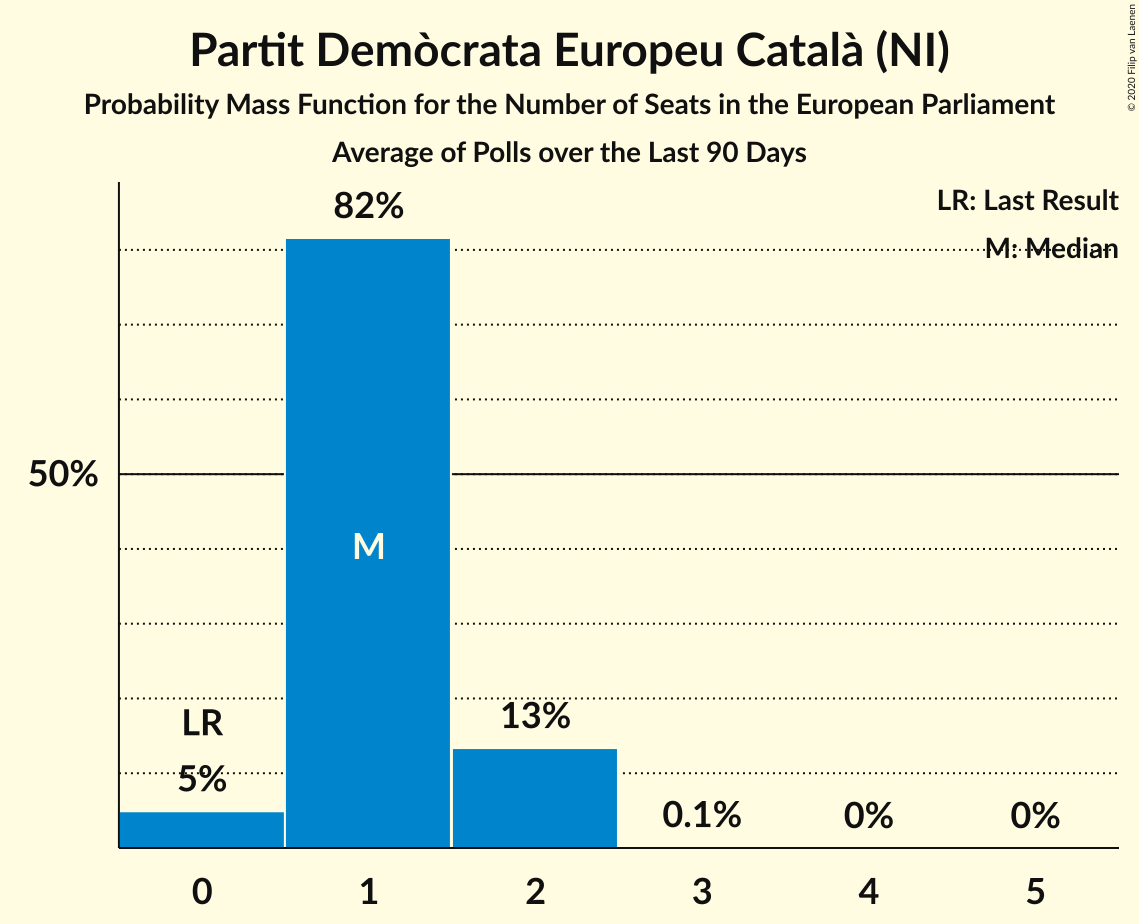 Partit Demòcrata Europeu Català (NI)
Probability Mass Function for the Number of Seats in the European Parliament
Average of Polls over the Last 90 Days
© 2020 Filip van Laenen
LR: Last Result
M: Median
82%
50%
M
LR
5%
13%
0.1%
0%
0%
0 1 2 3 4 5